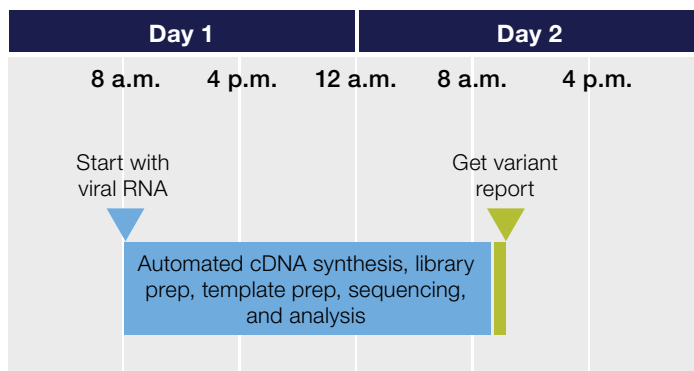 Day 1
Day 2
8 a.m.
4 p.m.
12 a.m.
8 a.m.
4 p.m.
Start with
viral RNA
Get variant
report
Automated cDNA synthesis, library
prep, template prep, sequencing,
and analysis